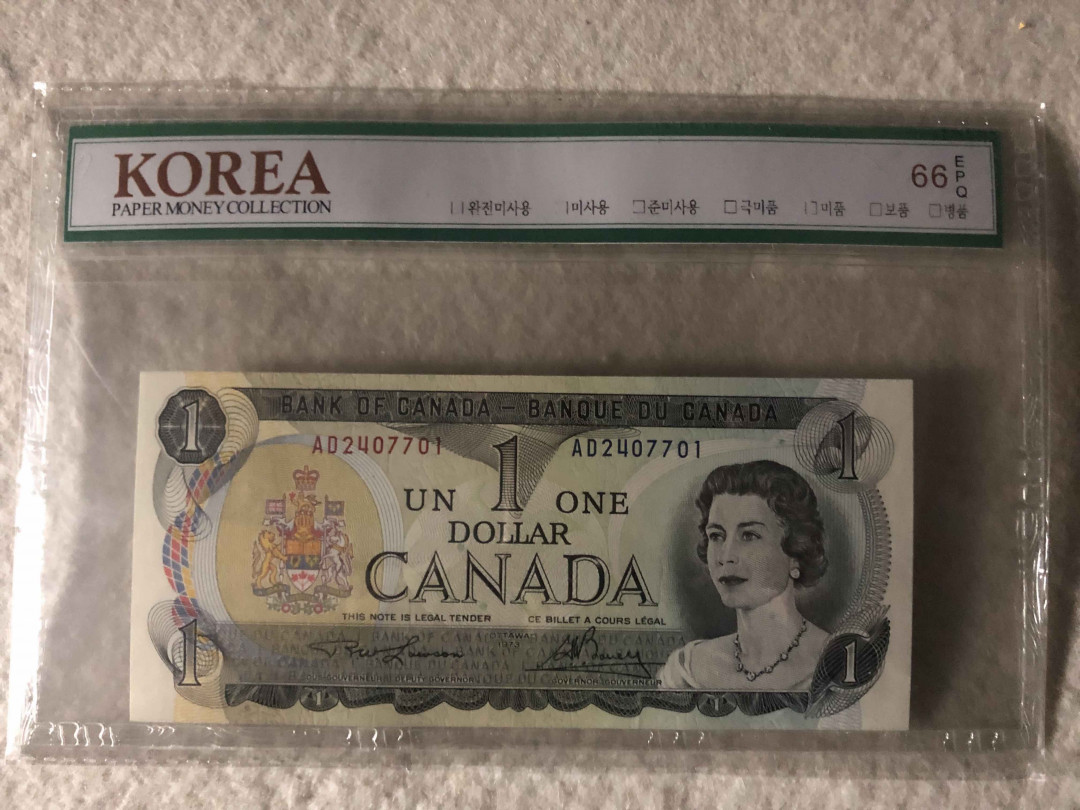 KOREA
PAPER MONEY COLLECTION
66 EPQ
완전미사용 미사용 준미사용 극미품 미품 보품 병품
1 BANK OF CANADA – BANQUE DU CANADA 1
AD2407701 1 AD2407701
UN ONE
DOLLAR
CANADA
THIS NOTE IS LEGAL TENDER CE BILLET A COURS LÉGAL
OTTAWA
1973
DEPUTY GOVERNOR GOVERNOR GOUVERNEUR
1 1
1 1